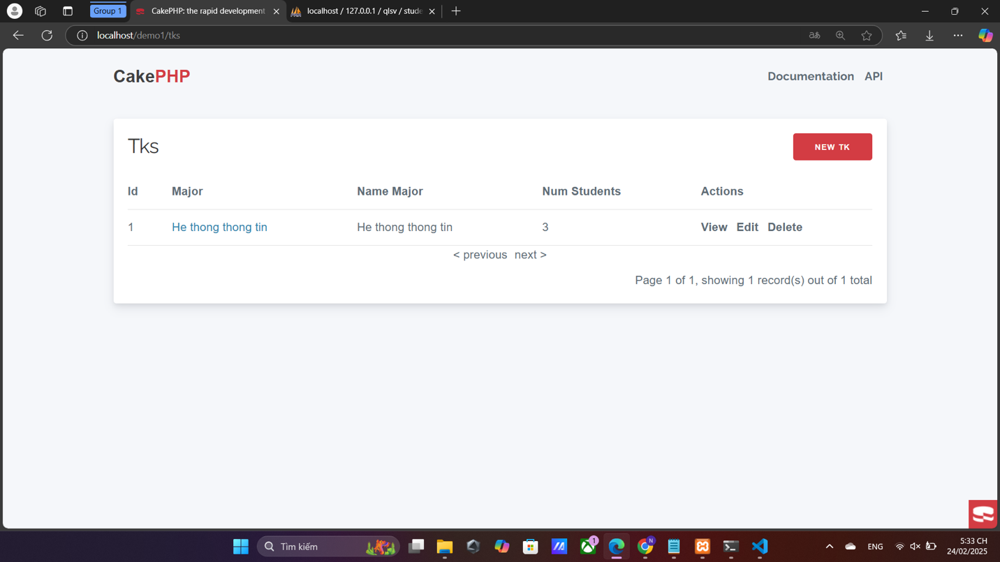 Group 1
CakePHP: the rapid development
localhost / 127.0.0.1 / qlsv / stude
localhost/demo1/tks
CakePHP
Documentation API
Tks
NEW TK
Id Major Name Major Num Students Actions
1 He thong thong tin He thong thong tin 3 View Edit Delete
< previous next >
Page 1 of 1, showing 1 record(s) out of 1 total
Tìm kiếm
1
N
ENG
5:33 CH
24/02/2025